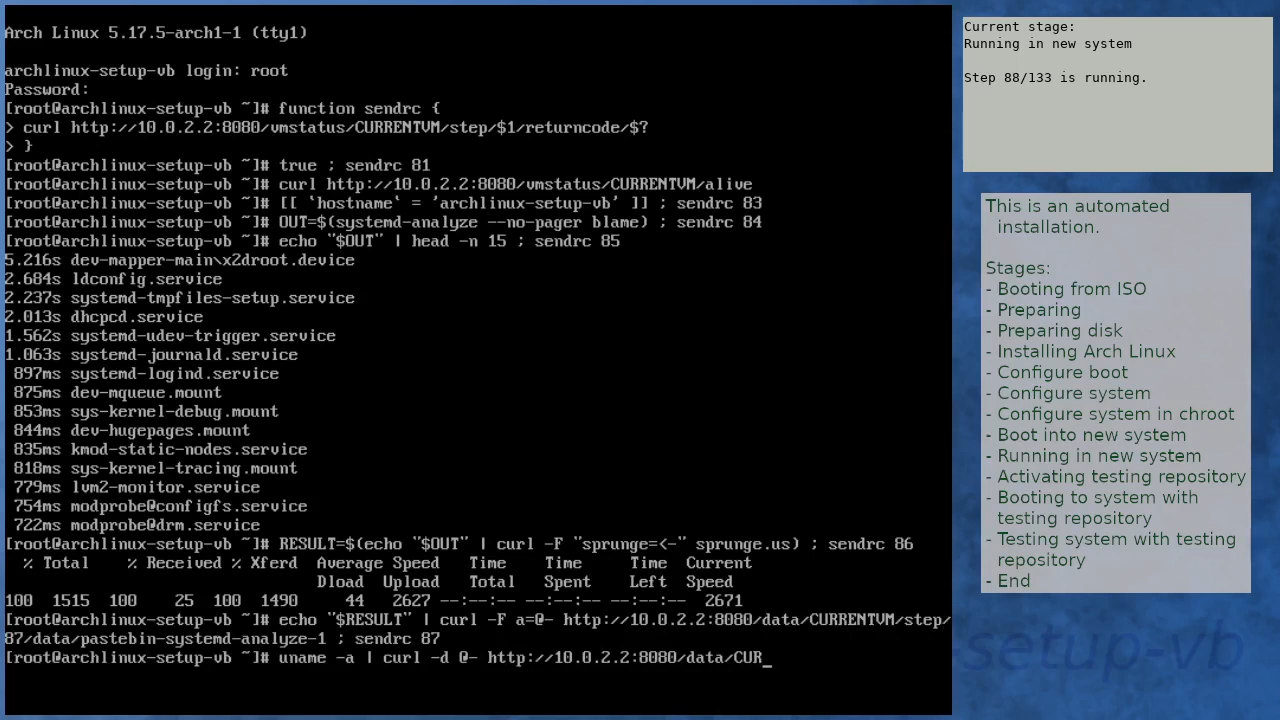 Arch Linux 5.17.5-arch1-1 (tty1)
archlinux-setup-vb login: root
Password:
[root@archlinux-setup-vb ~]# function sendrc {
> curl http://10.0.2.2:8080/vmstatus/CURRENTVM/step/$1/returncode/$?
> }
[root@archlinux-setup-vb ~]# true ; sendrc 81
[root@archlinux-setup-vb ~]# curl http://10.0.2.2:8080/vmstatus/CURRENTVM/alive
[root@archlinux-setup-vb ~]# [[ `hostname` = 'archlinux-setup-vb' ]] ; sendrc 83
[root@archlinux-setup-vb ~]# OUT=$(systemd-analyze --no-pager blame) ; sendrc 84
[root@archlinux-setup-vb ~]# echo "$OUT" | head -n 15 ; sendrc 85
5.216s dev-mapper-main\x2droot.device
2.684s ldconfig.service
2.237s systemd-tmpfiles-setup.service
2.013s dhcpcd.service
1.562s systemd-udev-trigger.service
1.063s systemd-journald.service
897ms systemd-logind.service
875ms dev-mqueue.mount
853ms sys-kernel-debug.mount
844ms dev-hugepages.mount
835ms kmod-static-nodes.service
818ms sys-kernel-tracing.mount
779ms lvm2-monitor.service
754ms modprobe@configfs.service
722ms modprobe@drm.service
[root@archlinux-setup-vb ~]# RESULT=$(echo "$OUT" | curl -F "sprunge=<-" sprunge.us) ; sendrc 86
% Total % Received % Xferd Average Speed Time Time Time Current
Dload Upload Total Spent Left Speed
100 1515 100 25 100 1490 44 2627 --:--:-- --:--:-- --:--:-- 2671
[root@archlinux-setup-vb ~]# echo "$RESULT" | curl -F a=@- http://10.0.2.2:8080/data/CURRENTVM/step/
87/data/pastebin-systemd-analyze-1 ; sendrc 87
[root@archlinux-setup-vb ~]# uname -a | curl -d @- http://10.0.2.2:8080/data/CUR_
Current stage:
Running in new system
Step 88/133 is running.
This is an automated
installation.
Stages:
- Booting from ISO
- Preparing
- Preparing disk
- Installing Arch Linux
- Configure boot
- Configure system
- Configure system in chroot
- Boot into new system
- Running in new system
- Activating testing repository
- Booting to system with
testing repository
- Testing system with testing
repository
- End
-setup-vb